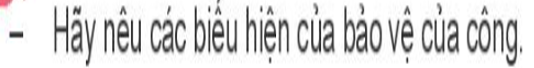 – Hãy nêu các biểu hiện của bảo vệ của công.